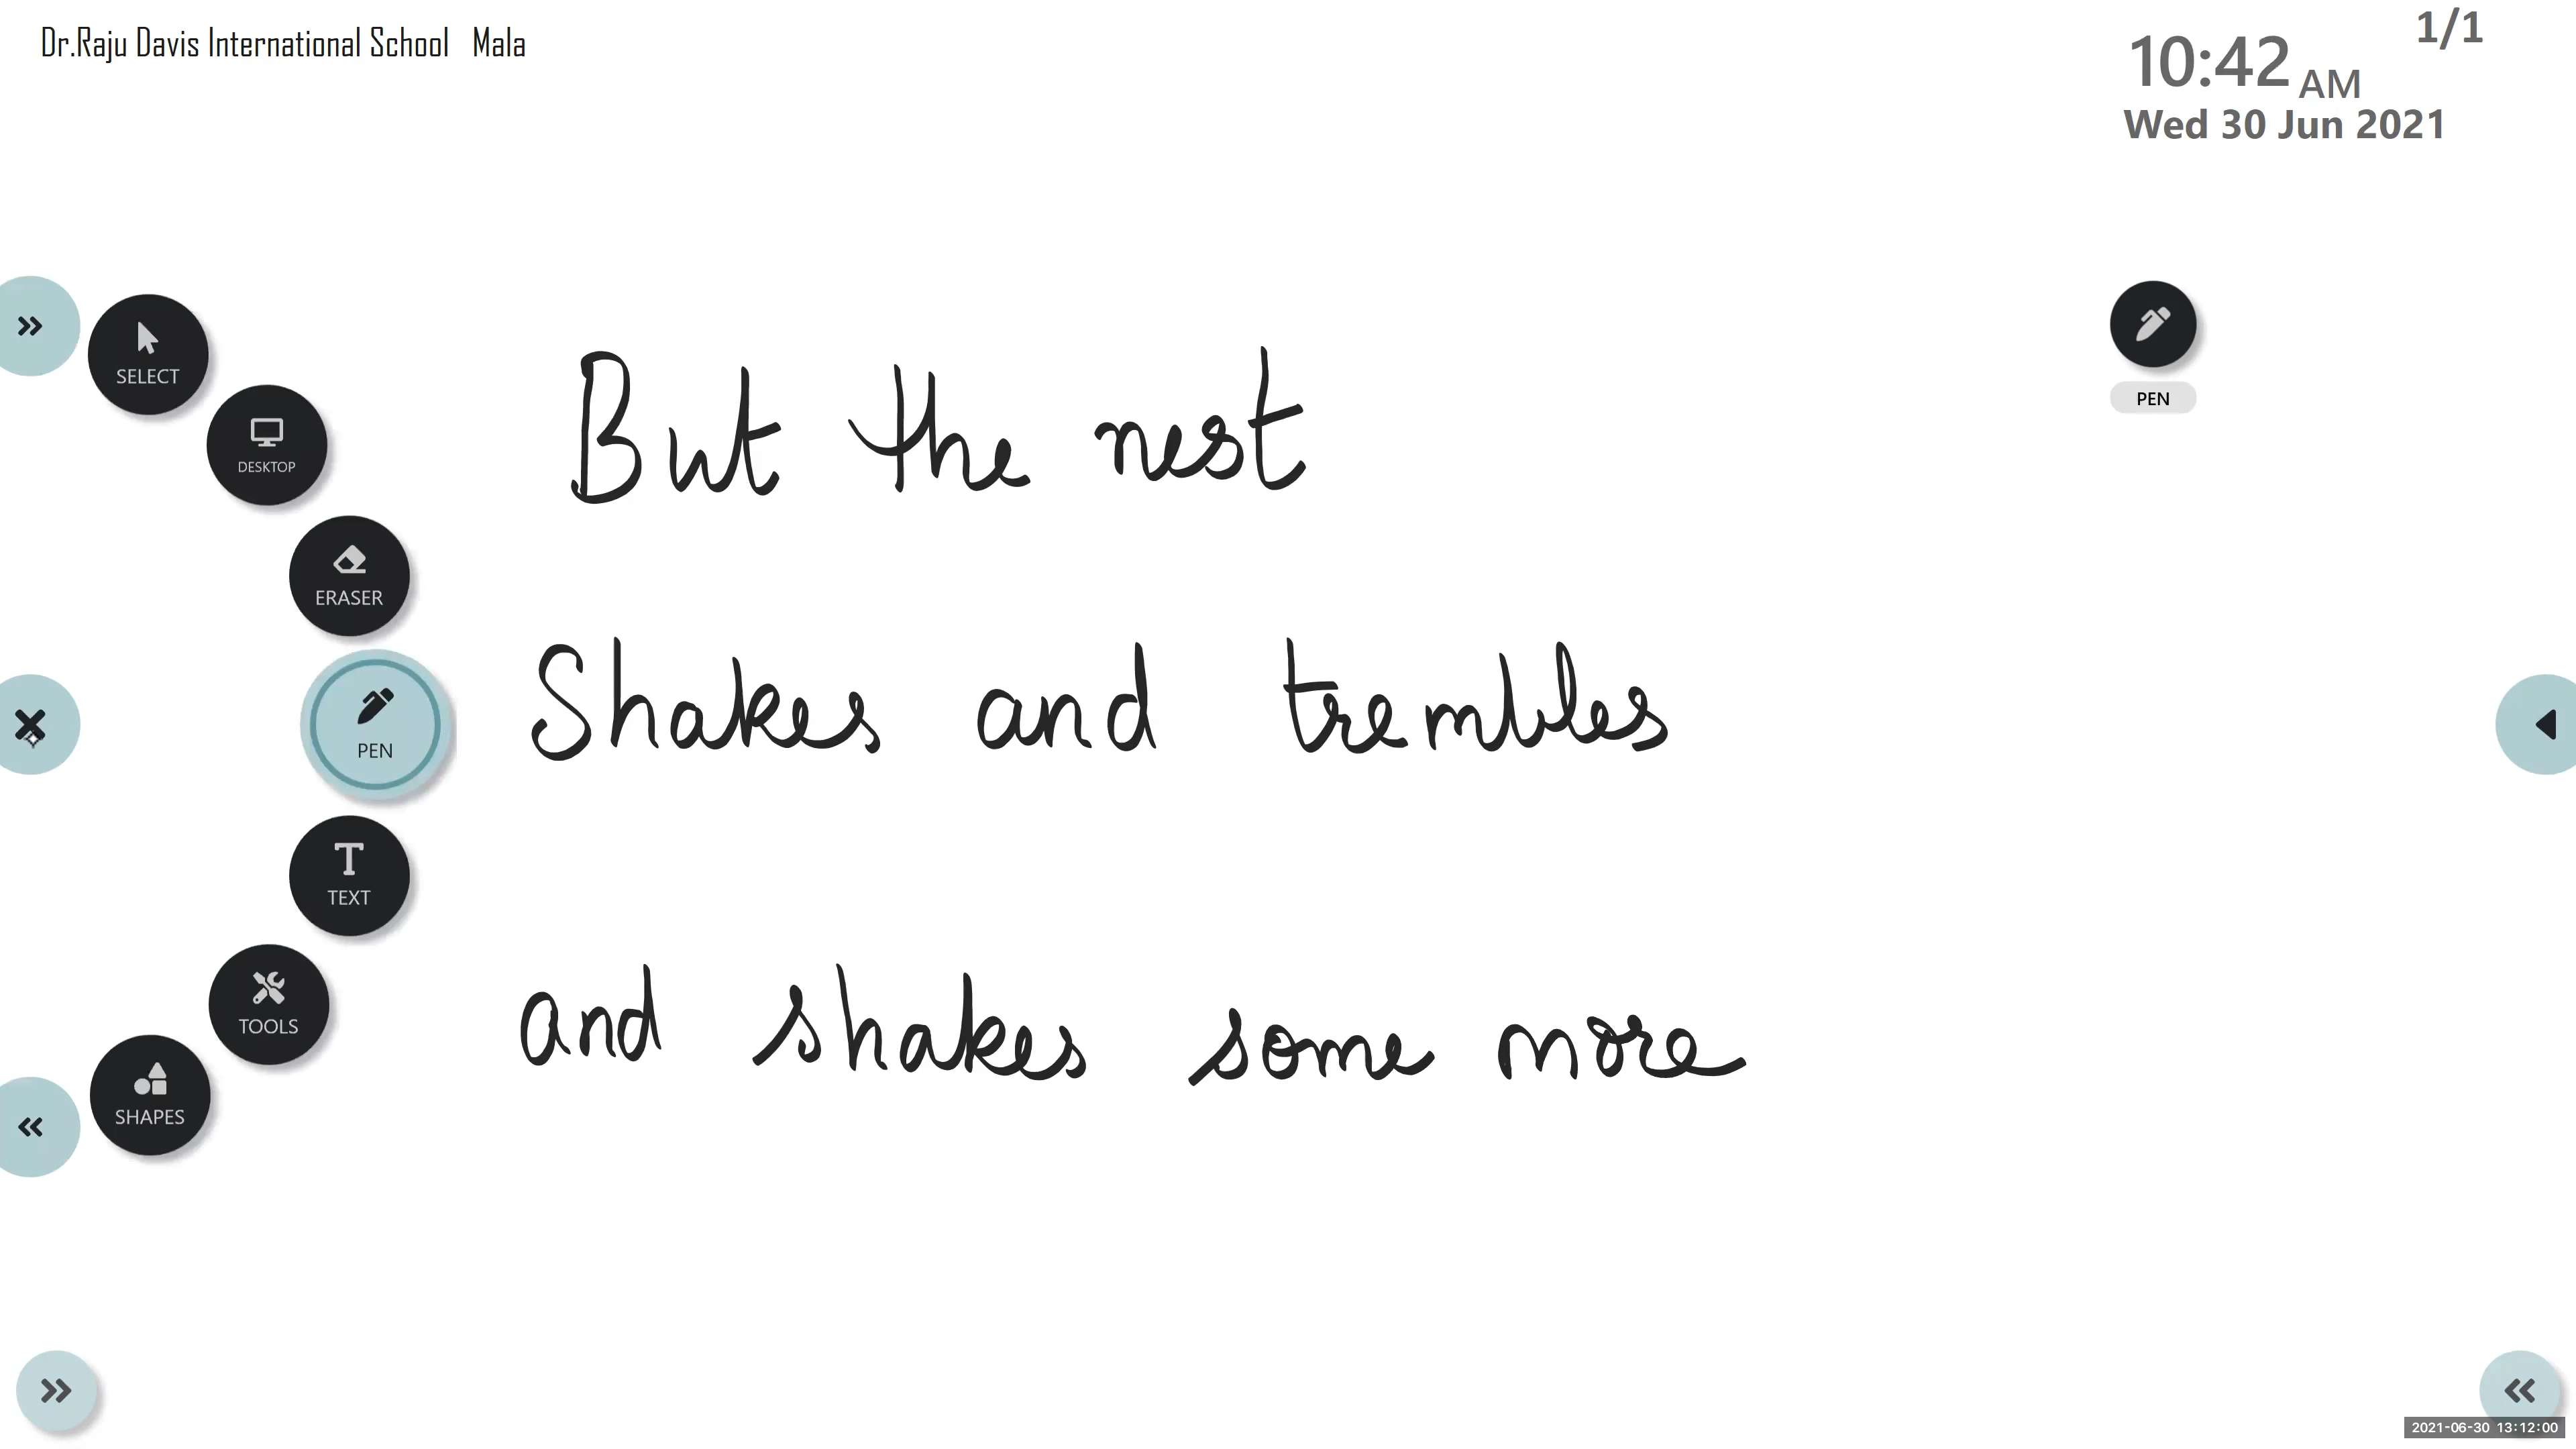 Dr.Raju Davis International School Mala
1/1
10:42 AM
Wed 30 Jun 2021
SELECT
DESKTOP
ERASER
PEN
TEXT
TOOLS
SHAPES
PEN
But the nest
Shakes and trembles
and shakes some more
2021-06-30 13:12:00